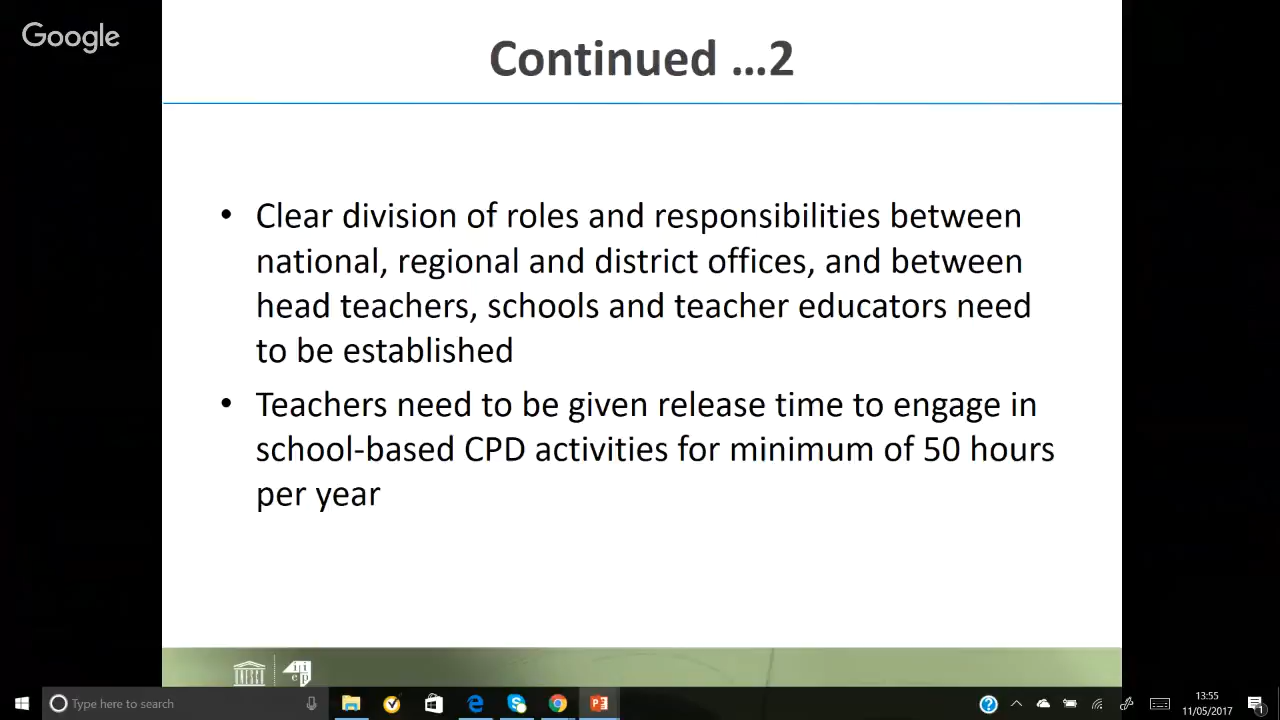 Google
Continued …2
• Clear division of roles and responsibilities between
national, regional and district offices, and between
head teachers, schools and teacher educators need
to be established
• Teachers need to be given release time to engage in
school-based CPD activities for minimum of 50 hours
per year
Type here to search
13:55
11/05/2017